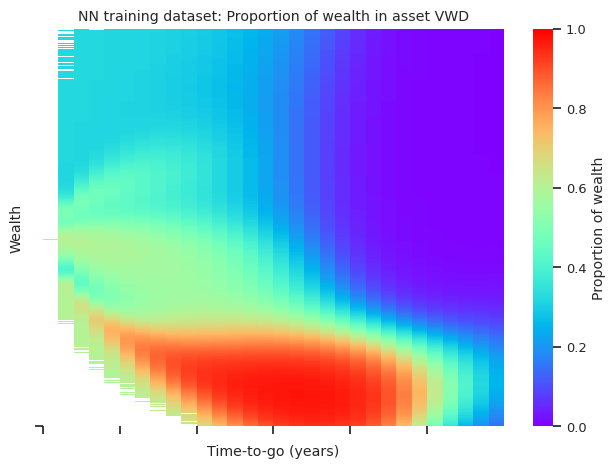 NN training dataset: Proportion of wealth in asset VWD
Wealth
Time-to-go (years)
1.0
0.8
0.6
0.4
0.2
0.0
Proportion of wealth